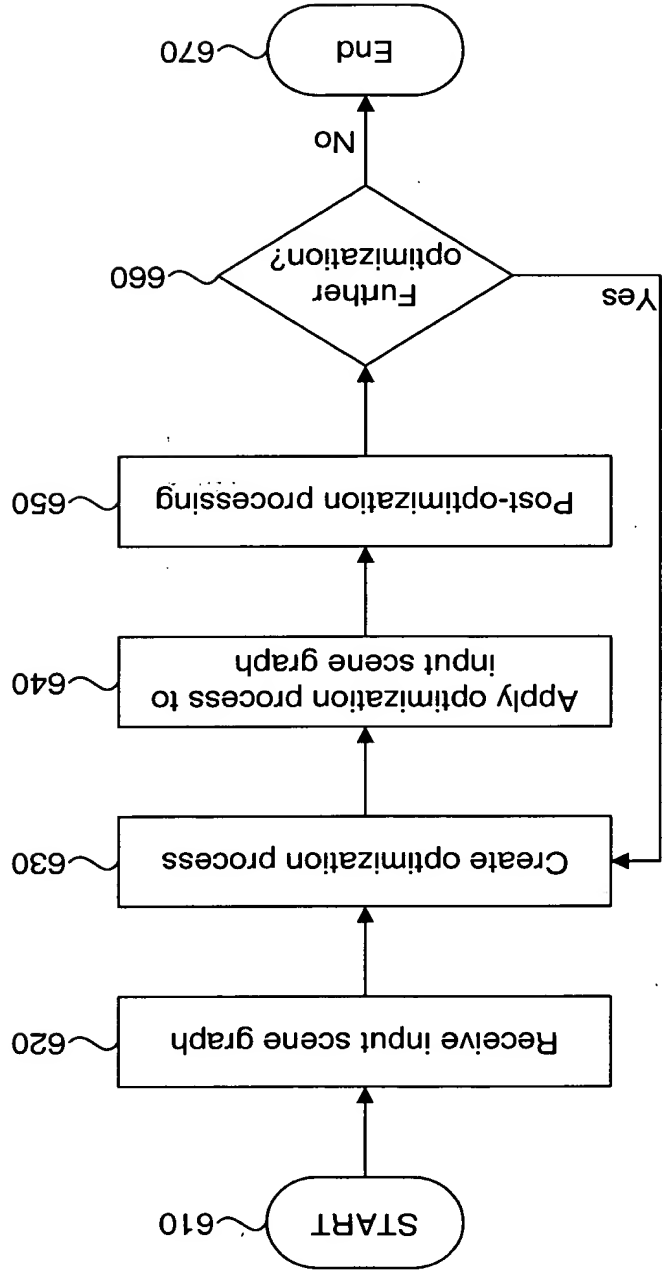 START
610
Receive input scene graph
620
Create optimization process
630
Apply optimization process to
input scene graph
640
Post-optimization processing
650
Further
optimization?
660
Yes
No
End
670